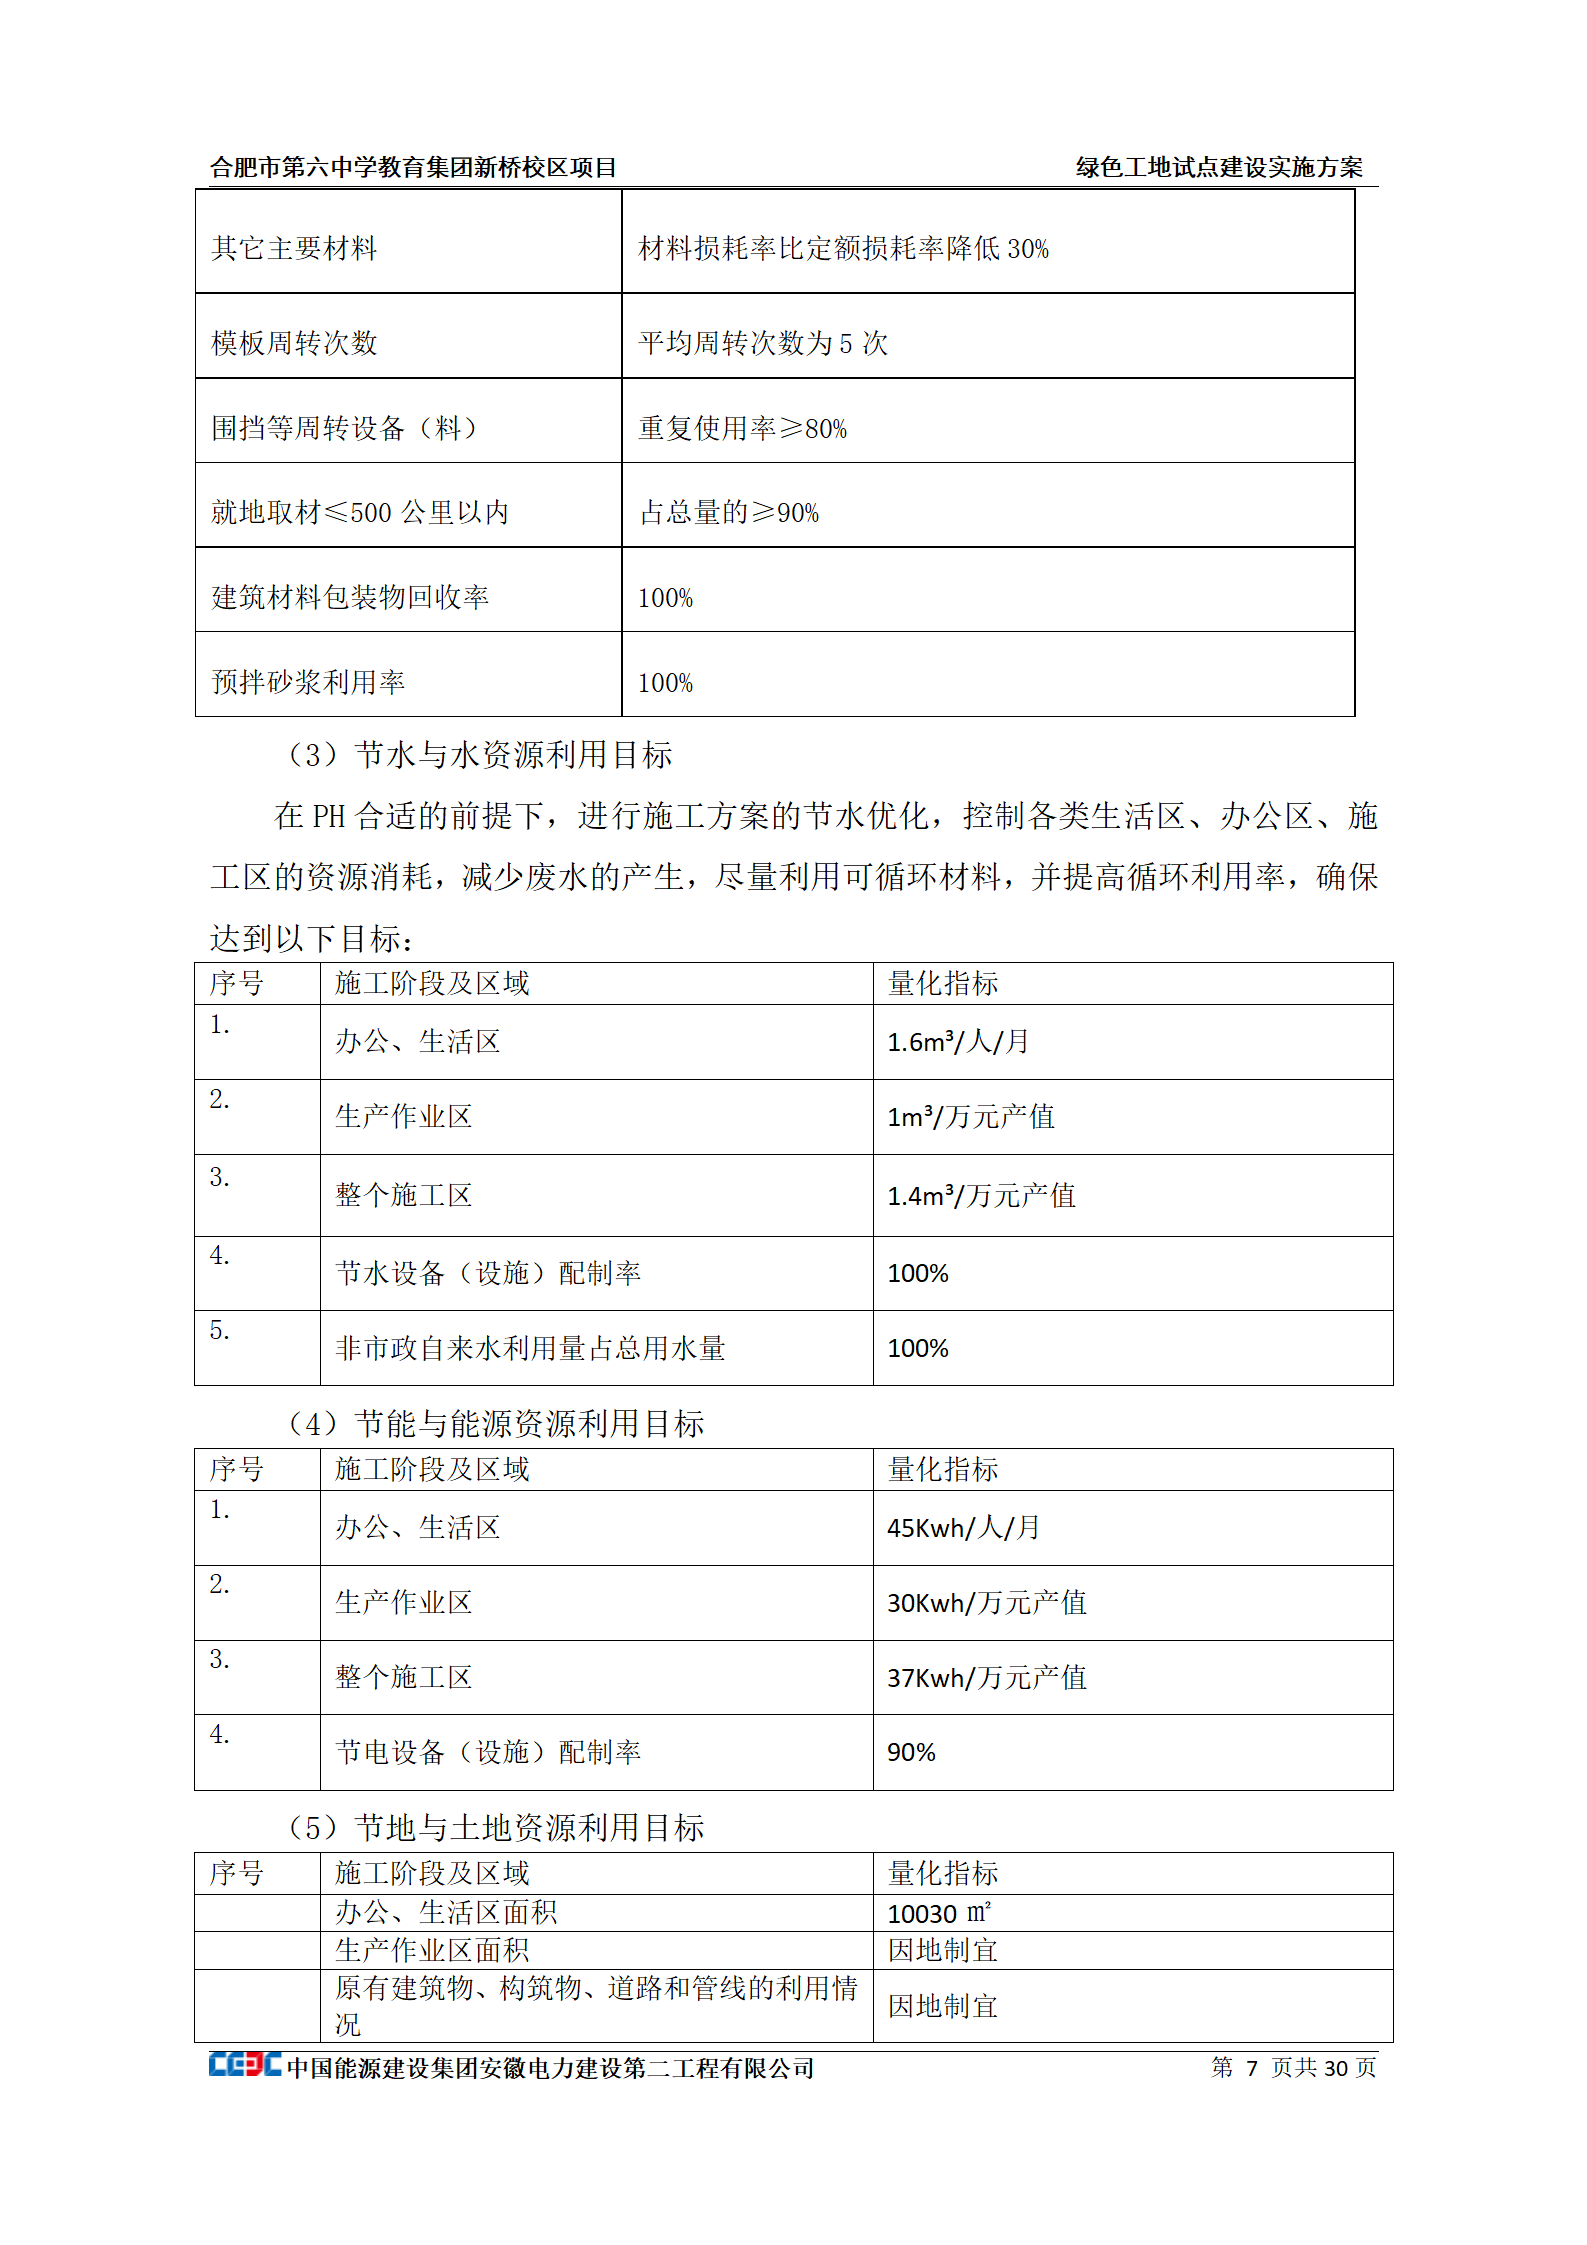 合肥市第六中学教育集团新桥校区项目 绿色工地试点建设实施方案
其它主要材料 材料损耗率比定额损耗率降低 30%
模板周转次数 平均周转次数为 5 次
围挡等周转设备（料） 重复使用率≥80%
就地取材≤500 公里以内 占总量的≥90%
建筑材料包装物回收率 100%
预拌砂浆利用率 100%
（3）节水与水资源利用目标
在 PH 合适的前提下，进行施工方案的节水优化，控制各类生活区、办公区、施
工区的资源消耗，减少废水的产生，尽量利用可循环材料，并提高循环利用率，确保
达到以下目标：
序号 施工阶段及区域 量化指标
1. 办公、生活区 1.6m³/人/月
2. 生产作业区 1m³/万元产值
3. 整个施工区 1.4m³/万元产值
4. 节水设备（设施）配制率 100%
5. 非市政自来水利用量占总用水量 100%
（4）节能与能源资源利用目标
序号 施工阶段及区域 量化指标
1. 办公、生活区 45Kwh/人/月
2. 生产作业区 30Kwh/万元产值
3. 整个施工区 37Kwh/万元产值
4. 节电设备（设施）配制率 90%
（5）节地与土地资源利用目标
序号 施工阶段及区域 量化指标
办公、生活区面积 10030 ㎡
生产作业区面积 因地制宜
原有建筑物、构筑物、道路和管线的利用情 因地制宜
况
CEEC 中国能源建设集团安徽电力建设第二工程有限公司 第 7 页共 30 页